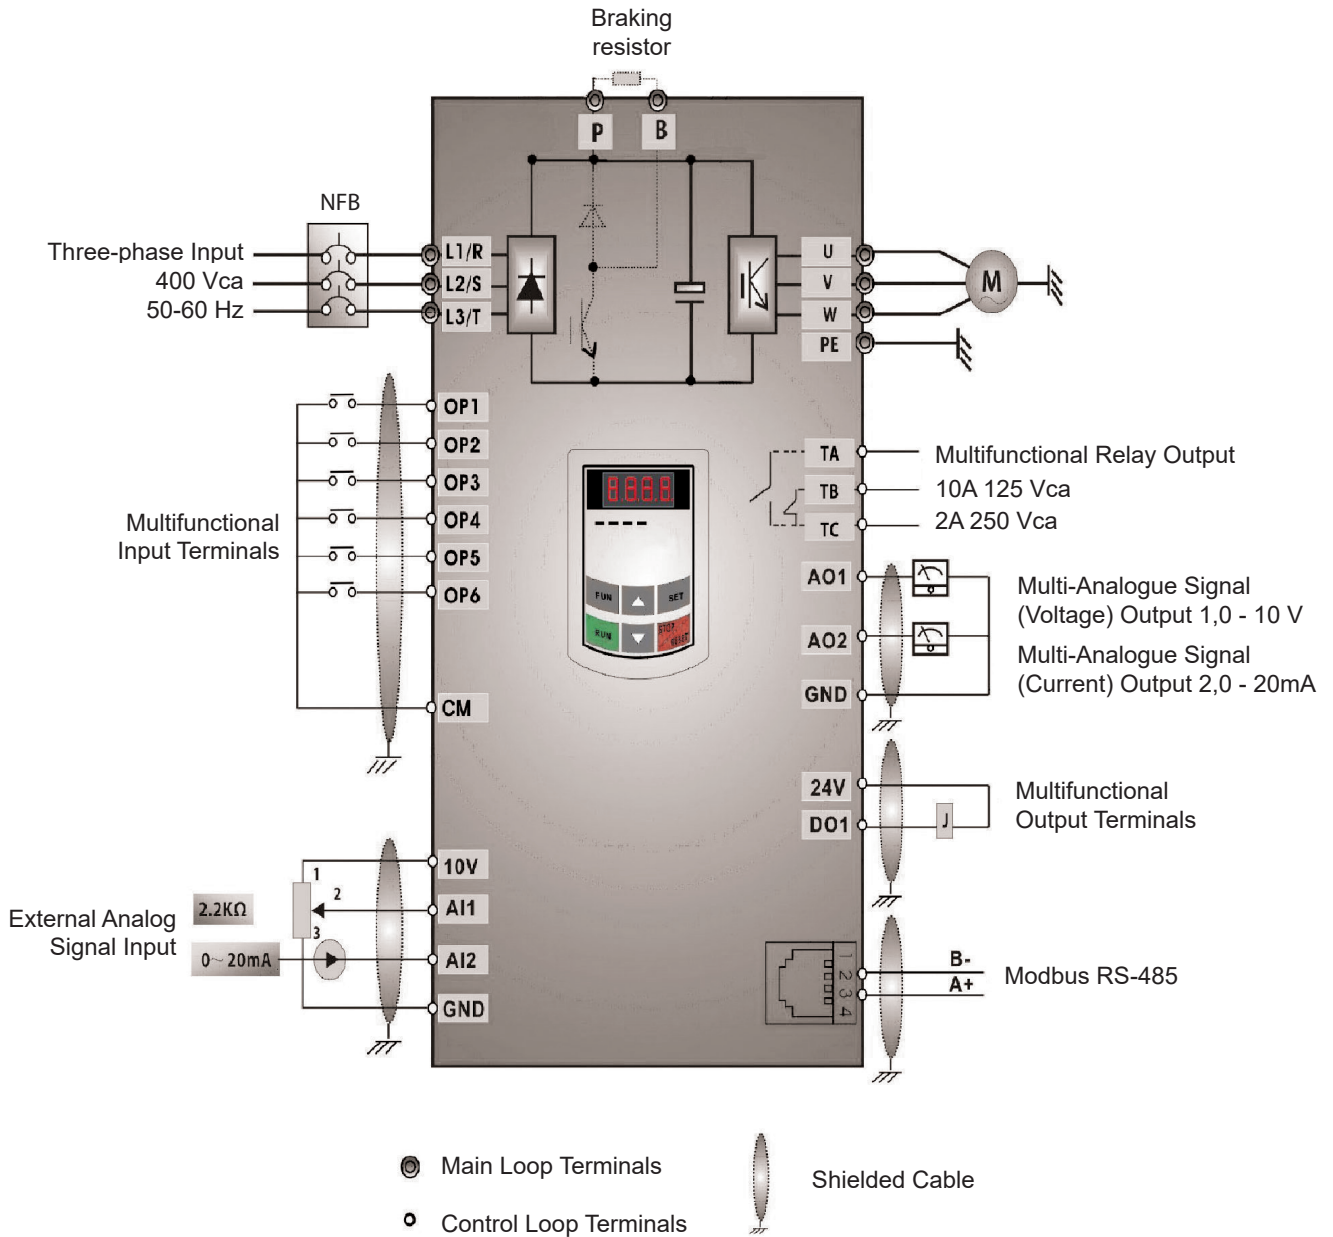 Braking
resistor
P
B
NFB
Three-phase Input
400 Vca
50-60 Hz
L1/R
L2/S
L3/T
U
V
W
PE
M
OP1
OP2
OP3
OP4
OP5
OP6
CM
Multifunctional
Input Terminals
8.8.8.8.
FUN
SET
RUN
STOP
RESET
TA
TB
TC
Multifunctional Relay Output
10A 125 Vca
2A 250 Vca
AO1
AO2
GND
Multi-Analogue Signal
(Voltage) Output 1,0 - 10 V
Multi-Analogue Signal
(Current) Output 2,0 - 20mA
24V
DO1
J
Multifunctional
Output Terminals
10V
AI1
AI2
GND
1
2
3
2.2KΩ
0~20mA
External Analog
Signal Input
1
2
3
4
B-
A+
Modbus RS-485
Main Loop Terminals
Control Loop Terminals
Shielded Cable